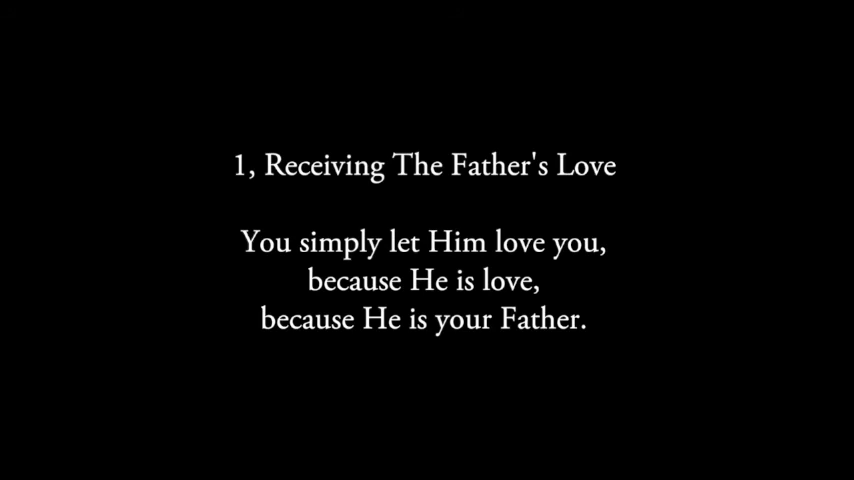 1, Receiving The Father's Love
You simply let Him love you,
because He is love,
because He is your Father.